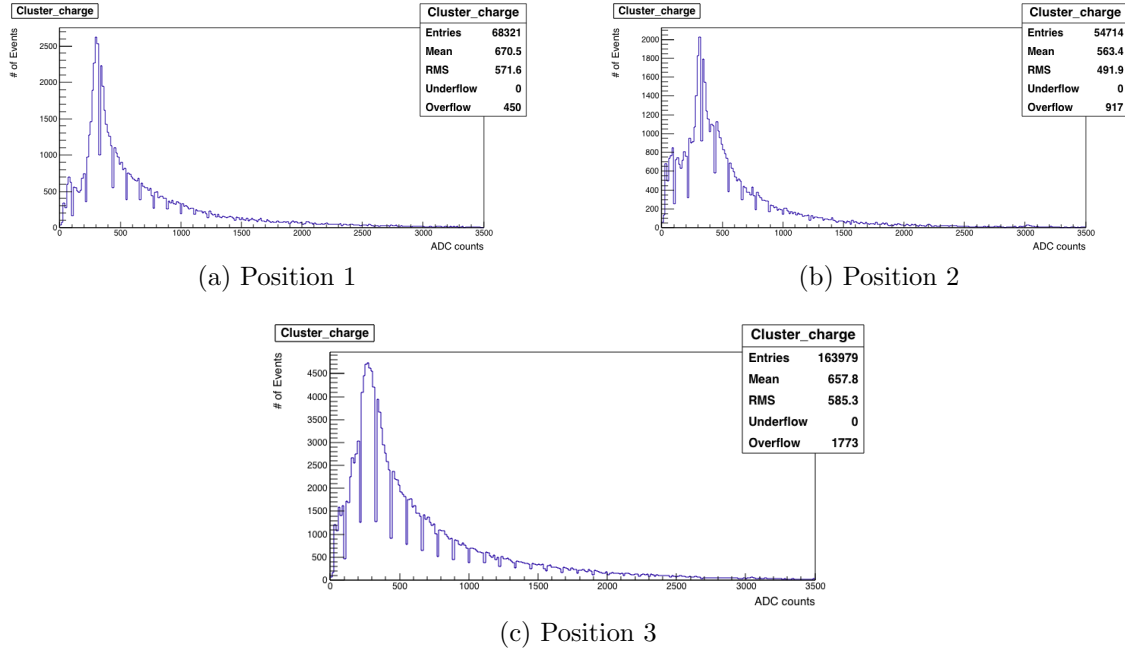 Cluster_charge
# of Events
2500
2000
1500
1000
500
0
0 500 1000 1500 2000 2500 3000 3500
ADC counts
Cluster_charge
Entries 68321
Mean 670.5
RMS 571.6
Underflow 0
Overflow 450
(a) Position 1
Cluster_charge
# of Events
2000
1800
1600
1400
1200
1000
800
600
400
200
0
0 500 1000 1500 2000 2500 3000 3500
ADC counts
Cluster_charge
Entries 54714
Mean 563.4
RMS 491.9
Underflow 0
Overflow 917
(b) Position 2
Cluster_charge
# of Events
4500
4000
3500
3000
2500
2000
1500
1000
500
0
0 500 1000 1500 2000 2500 3000 3500
ADC counts
Cluster_charge
Entries 163979
Mean 657.8
RMS 585.3
Underflow 0
Overflow 1773
(c) Position 3